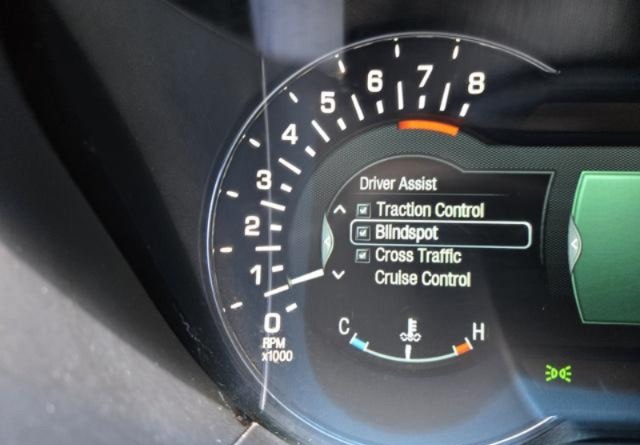 8
7
6
5
4
3
2
1
0
RPM
x1000
Driver Assist
Traction Control
Blindspot
Cross Traffic
Cruise Control
C H